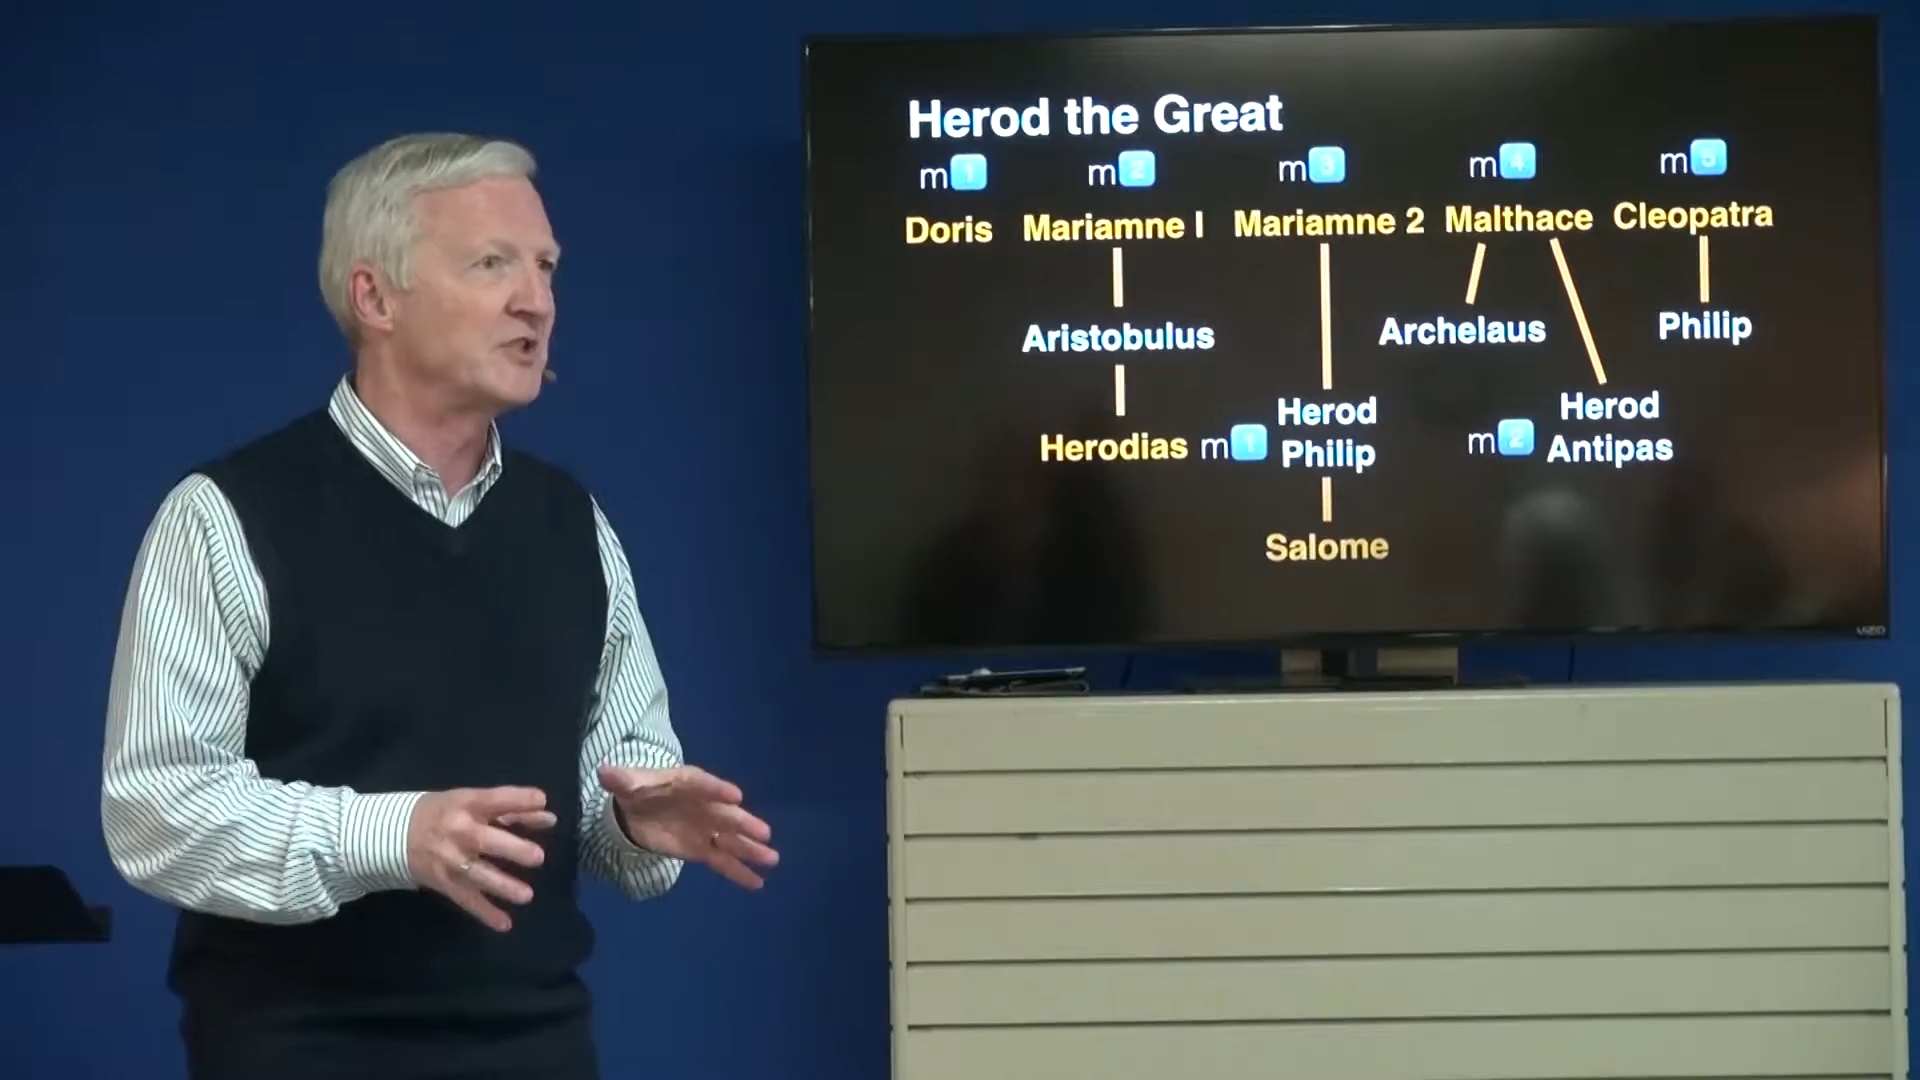 Herod the Great
m1 m2 m3 m4 m5
Doris Mariamne I Mariamne 2 Malthace Cleopatra
Aristobulus Archelaus Philip
Herodias m1 Herod Philip m2 Herod Antipas
Salome
VIZIO